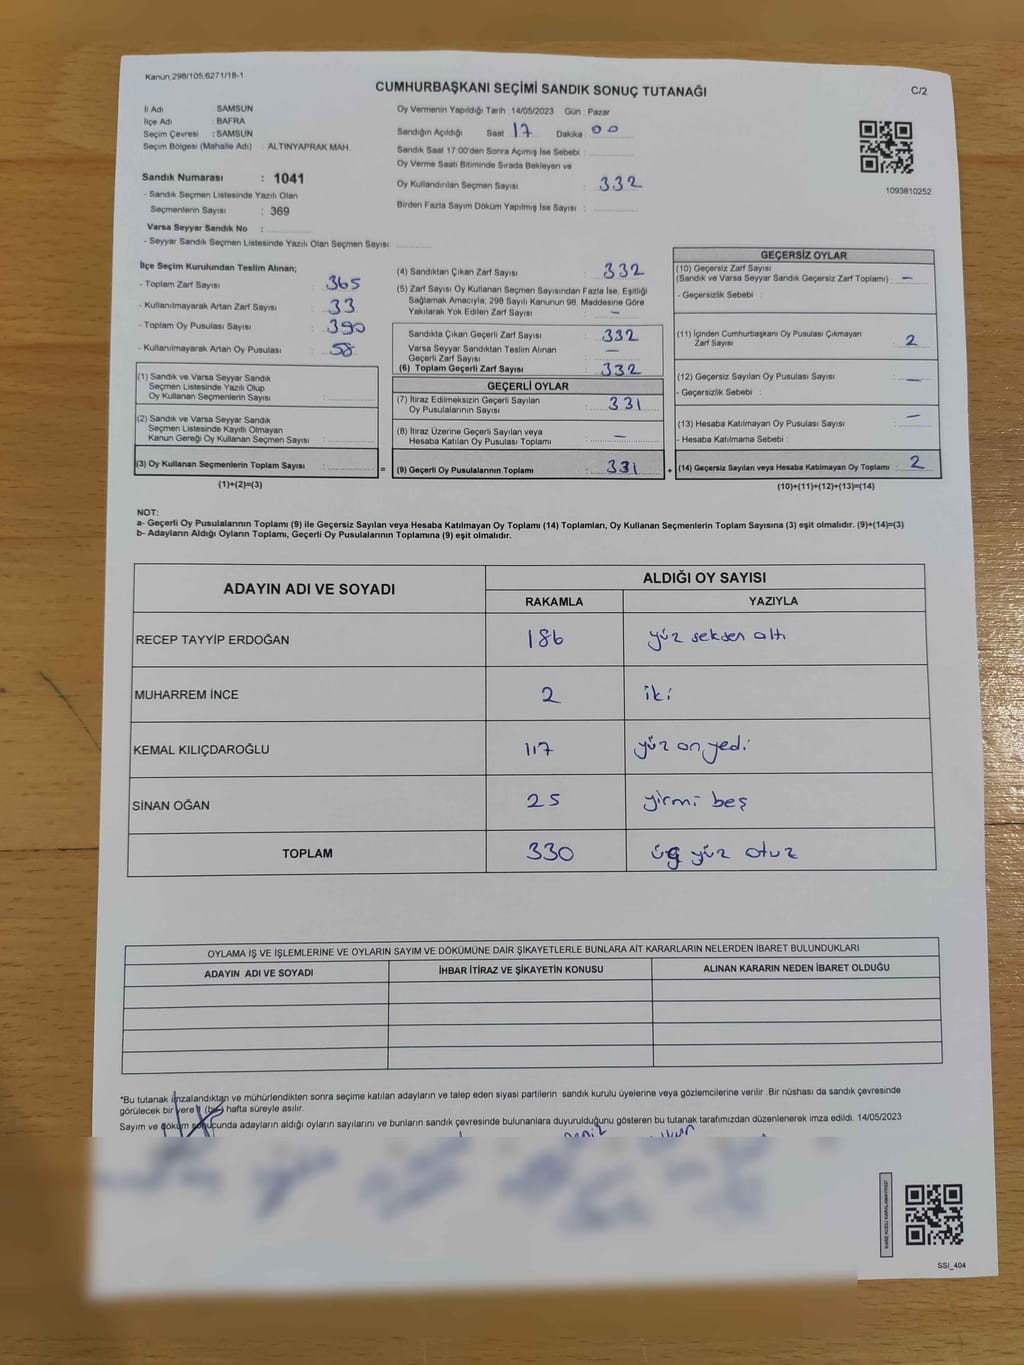 Kanun 298/105;6271/18-1
CUMHURBAŞKANI SEÇİMİ SANDIK SONUÇ TUTANAĞI
C/2
İl Adı SAMSUN
İlçe Adı : BAFRA
Seçim Çevresi : SAMSUN
Seçim Bölgesi (Mahalle Adı) : ALTINYAPRAK MAH.
Sandık Numarası : 1041
- Sandık Seçmen Listesinde Yazılı Olan
Seçmenlerin Sayısı : 369
Varsa Seyyar Sandık No :
- Seyyar Sandık Seçmen Listesinde Yazılı Olan Seçmen Sayısı:
Oy Vermenin Yapıldığı Tarih : 14/05/2023 Gün : Pazar
Sandığın Açıldığı Saat 17 Dakika : 00
Sandık Saat 17:00'den Sonra Açılmış İse Sebebi :
Oy Verme Saati Bitiminde Sırada Bekleyen ve
Oy Kullandırılan Seçmen Sayısı : 332
Birden Fazla Sayım Döküm Yapılmış İse Sayısı :
1093810252
İlçe Seçim Kurulundan Teslim Alınan;
- Toplam Zarf Sayısı : 365
- Kullanılmayarak Artan Zarf Sayısı : 33
- Toplam Oy Pusulası Sayısı : 390
- Kullanılmayarak Artan Oy Pusulası : 58
(1) Sandık ve Varsa Seyyar Sandık
Seçmen Listesinde Yazılı Olup
Oy Kullanan Seçmenlerin Sayısı :
(2) Sandık ve Varsa Seyyar Sandık
Seçmen Listesinde Kayıtlı Olmayan
Kanun Gereği Oy Kullanan Seçmen Sayısı :
(3) Oy Kullanan Seçmenlerin Toplam Sayısı :
(1)+(2)=(3)
(4) Sandıktan Çıkan Zarf Sayısı : 332
(5) Zarf Sayısı Oy Kullanan Seçmen Sayısından Fazla İse, Eşitliği
Sağlamak Amacıyla; 298 Sayılı Kanunun 98. Maddesine Göre
Yakılarak Yok Edilen Zarf Sayısı : —
Sandıkta Çıkan Geçerli Zarf Sayısı : 332
Varsa Seyyar Sandıktan Teslim Alınan
Geçerli Zarf Sayısı : —
(6) Toplam Geçerli Zarf Sayısı : 332
GEÇERLİ OYLAR
(7) İtiraz Edilmeksizin Geçerli Sayılan
Oy Pusulalarının Sayısı : 331
(8) İtiraz Üzerine Geçerli Sayılan veya
Hesaba Katılan Oy Pusulası Toplamı : —
= (9) Geçerli Oy Pusulalarının Toplamı : 331 +
GEÇERSİZ OYLAR
(10) Geçersiz Zarf Sayısı
(Sandık ve Varsa Seyyar Sandık Geçersiz Zarf Toplamı) : —
- Geçersizlik Sebebi :
(11) İçinden Cumhurbaşkanı Oy Pusulası Çıkmayan
Zarf Sayısı : 2
(12) Geçersiz Sayılan Oy Pusulası Sayısı : —
- Geçersizlik Sebebi :
(13) Hesaba Katılmayan Oy Pusulası Sayısı : —
- Hesaba Katılmama Sebebi :
(14) Geçersiz Sayılan veya Hesaba Katılmayan Oy Toplamı : 2
(10)+(11)+(12)+(13)=(14)
NOT:
a- Geçerli Oy Pusulalarının Toplamı (9) ile Geçersiz Sayılan veya Hesaba Katılmayan Oy Toplamı (14) Toplamları, Oy Kullanan Seçmenlerin Toplam Sayısına (3) eşit olmalıdır. (9)+(14)=(3)
b- Adayların Aldığı Oyların Toplamı, Geçerli Oy Pusulalarının Toplamına (9) eşit olmalıdır.
ADAYIN ADI VE SOYADI ALDIĞI OY SAYISI
RAKAMLA YAZIYLA
RECEP TAYYİP ERDOĞAN 186 yüz seksen altı
MUHARREM İNCE 2 iki
KEMAL KILIÇDAROĞLU 117 yüz on yedi
SİNAN OĞAN 25 yirmi beş
TOPLAM 330 üç yüz otuz
OYLAMA İŞ VE İŞLEMLERİNE VE OYLARIN SAYIM VE DÖKÜMÜNE DAİR ŞİKAYETLERLE BUNLARA AİT KARARLARIN NELERDEN İBARET BULUNDUKLARI
ADAYIN ADI VE SOYADI İHBAR İTİRAZ VE ŞİKAYETİN KONUSU ALINAN KARARIN NEDEN İBARET OLDUĞU
*Bu tutanak imzalandıktan ve mühürlendikten sonra seçime katılan adayların ve talep eden siyasi partilerin sandık kurulu üyelerine veya gözlemcilerine verilir. Bir nüshası da sandık çevresinde
görülecek bir yere 1 (bir) hafta süreyle asılır.
Sayım ve döküm sonucunda adayların aldığı oyların sayılarını ve bunların sandık çevresinde bulunanlara duyurulduğunu gösteren bu tutanak tarafımızdan düzenlenerek imza edildi. 14/05/2023
KARE KODU KARALAMAYINIZ!
SSI_404